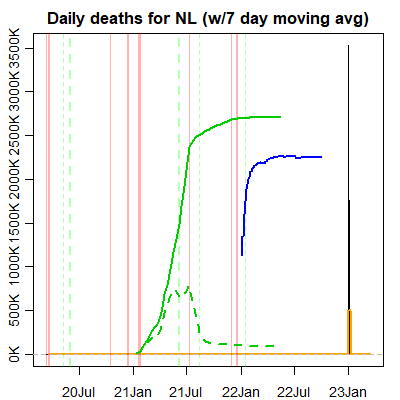 Daily deaths for NL (w/7 day moving avg)
3500K
3000K
2500K
2000K
1500K
1000K
500K
0K
20Jul 21Jan 21Jul 22Jan 22Jul 23Jan